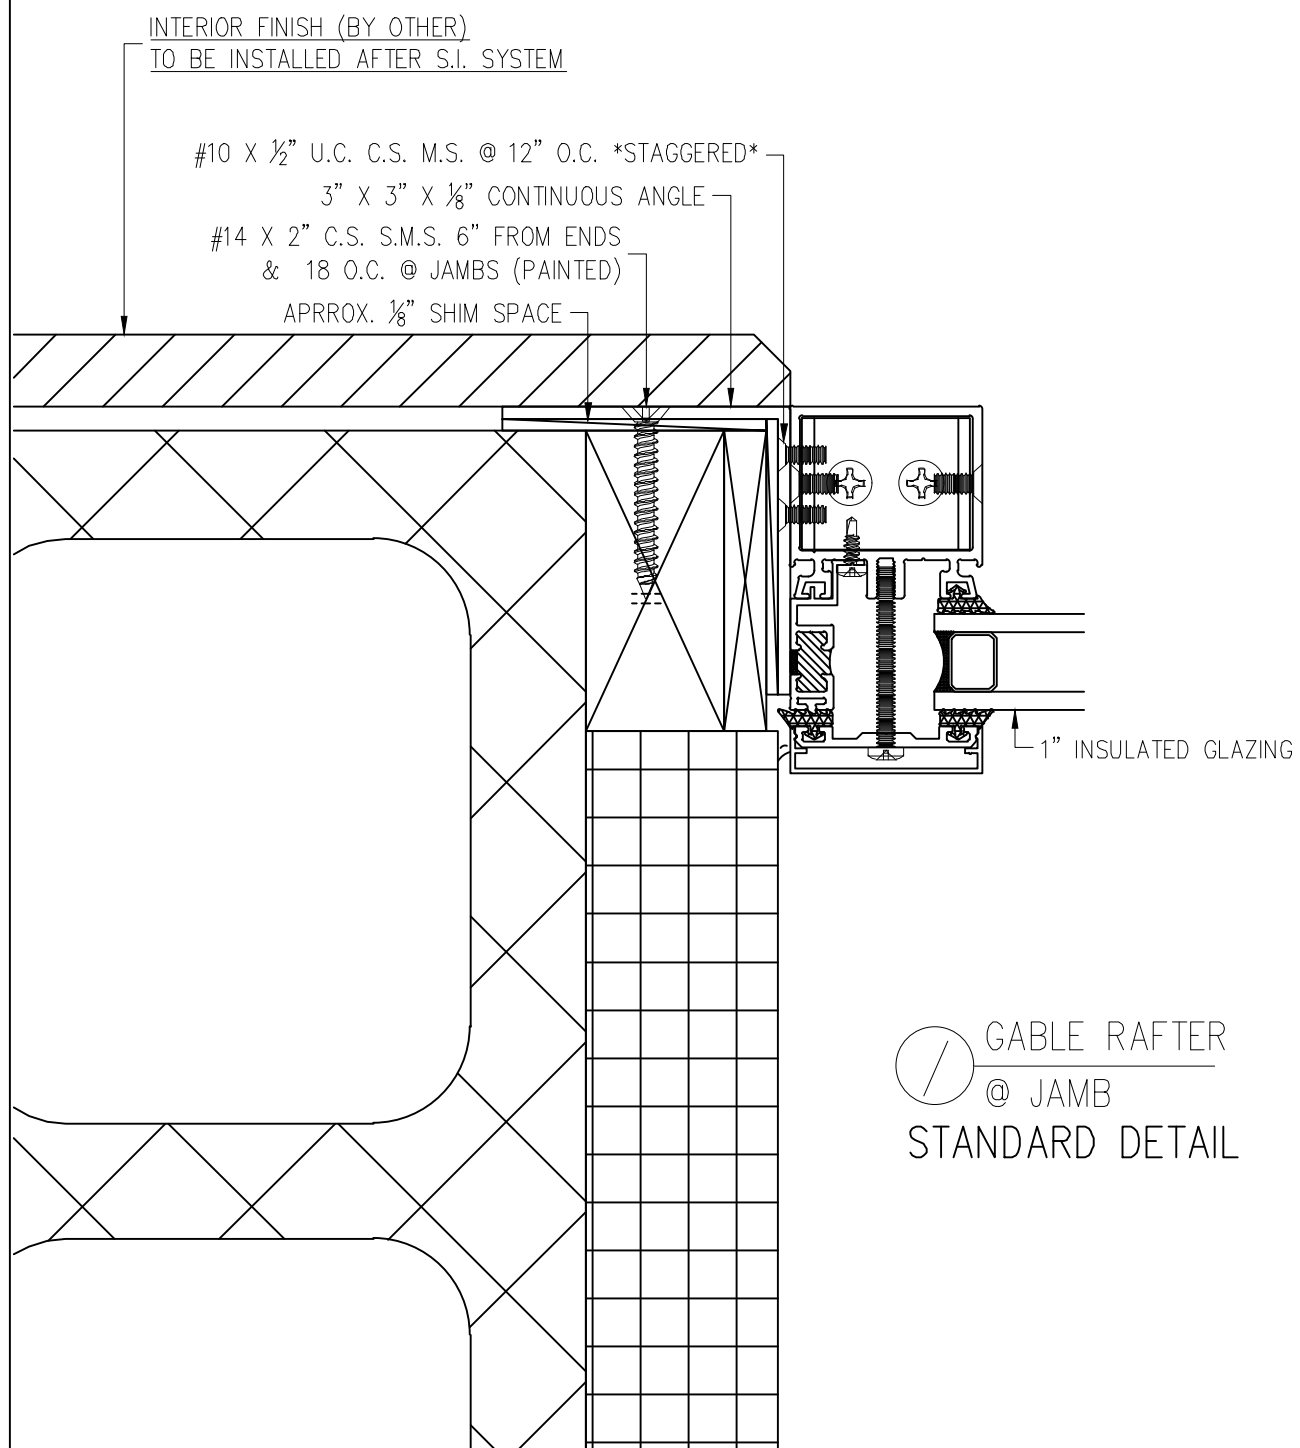 INTERIOR FINISH (BY OTHER)
TO BE INSTALLED AFTER S.I. SYSTEM
#10 X ½" U.C. C.S. M.S. @ 12" O.C. *STAGGERED*
3" X 3" X ⅛" CONTINUOUS ANGLE
#14 X 2" C.S. S.M.S. 6" FROM ENDS
& 18 O.C. @ JAMBS (PAINTED)
APRROX. ⅛" SHIM SPACE
1" INSULATED GLAZING
GABLE RAFTER
@ JAMB
STANDARD DETAIL